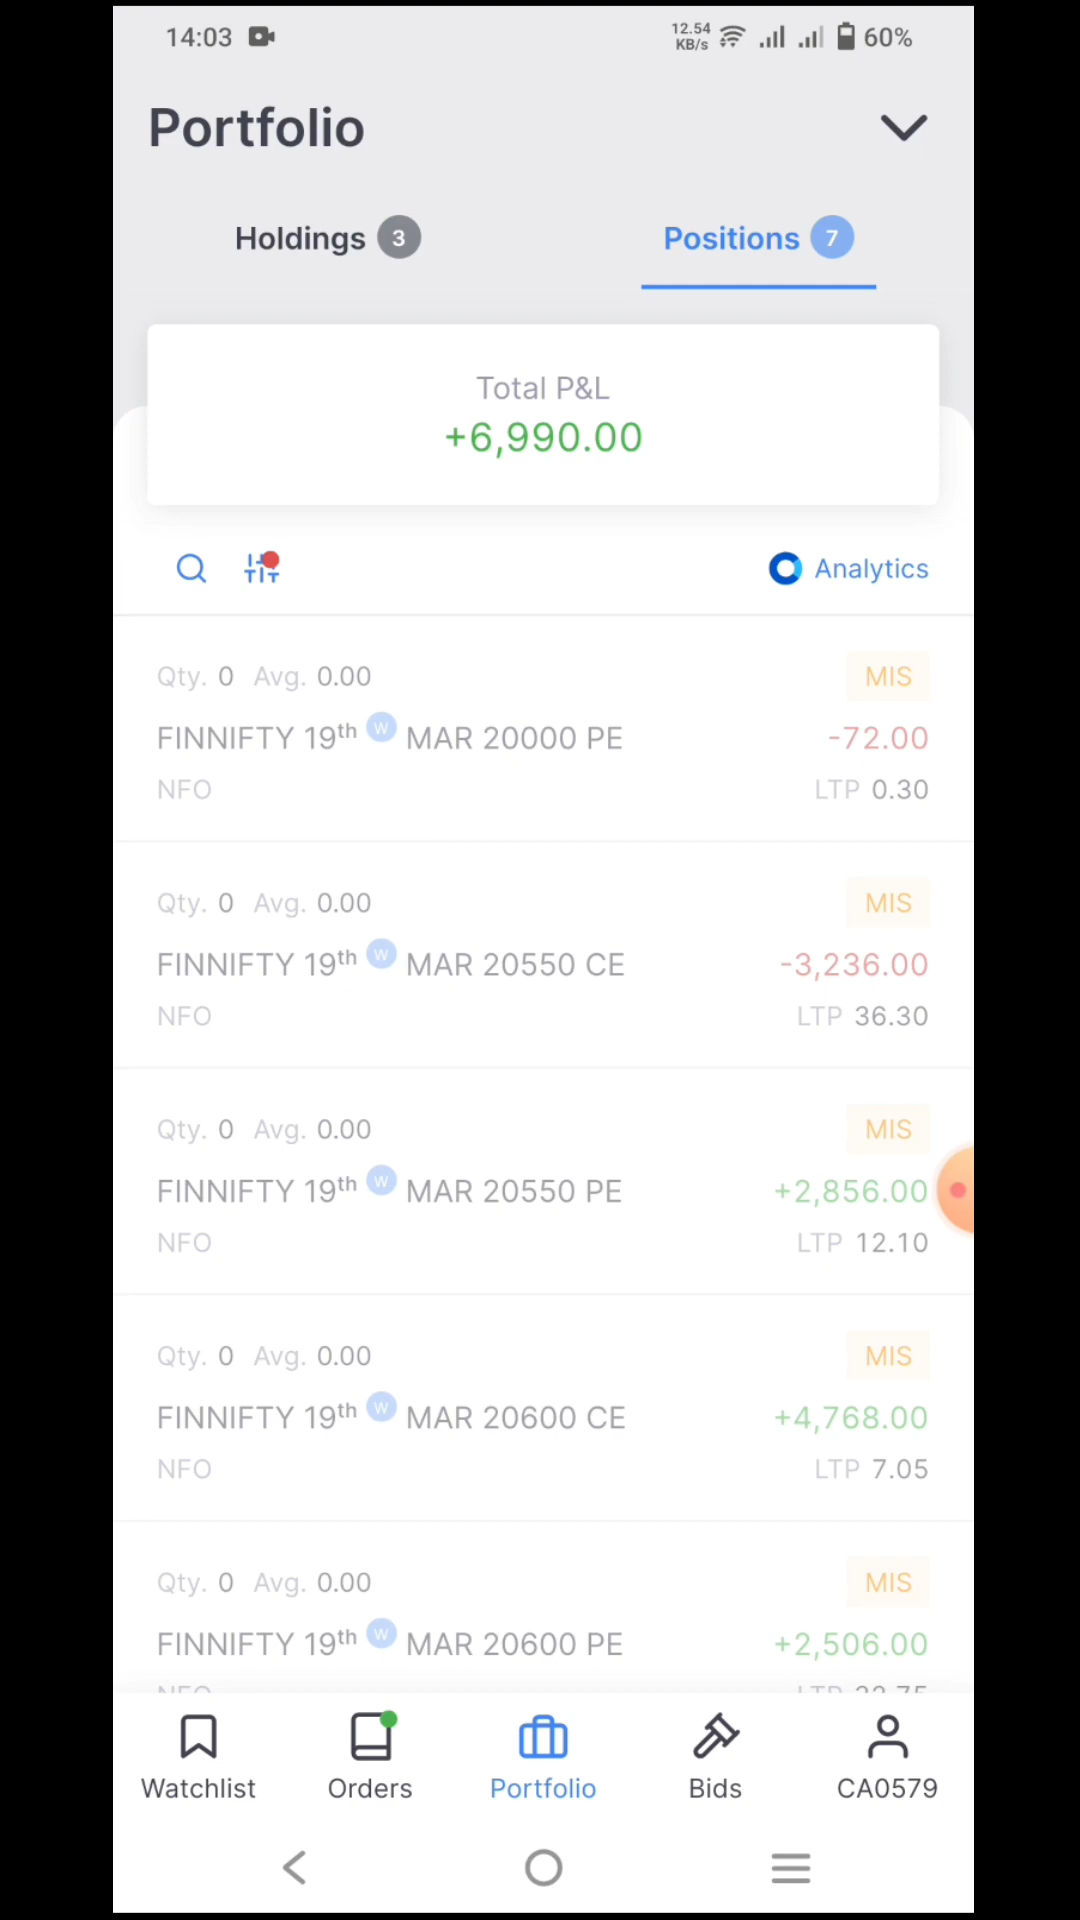 14:03 12.54 KB/s 60%
Portfolio
Holdings 3 Positions 7
Total P&L
+6,990.00
Analytics
Qty. 0 Avg. 0.00 MIS
FINNIFTY 19th W MAR 20000 PE -72.00
NFO LTP 0.30
Qty. 0 Avg. 0.00 MIS
FINNIFTY 19th W MAR 20550 CE -3,236.00
NFO LTP 36.30
Qty. 0 Avg. 0.00 MIS
FINNIFTY 19th W MAR 20550 PE +2,856.00
NFO LTP 12.10
Qty. 0 Avg. 0.00 MIS
FINNIFTY 19th W MAR 20600 CE +4,768.00
NFO LTP 7.05
Qty. 0 Avg. 0.00 MIS
FINNIFTY 19th W MAR 20600 PE +2,506.00
NFO LTP
Watchlist Orders Portfolio Bids CA0579